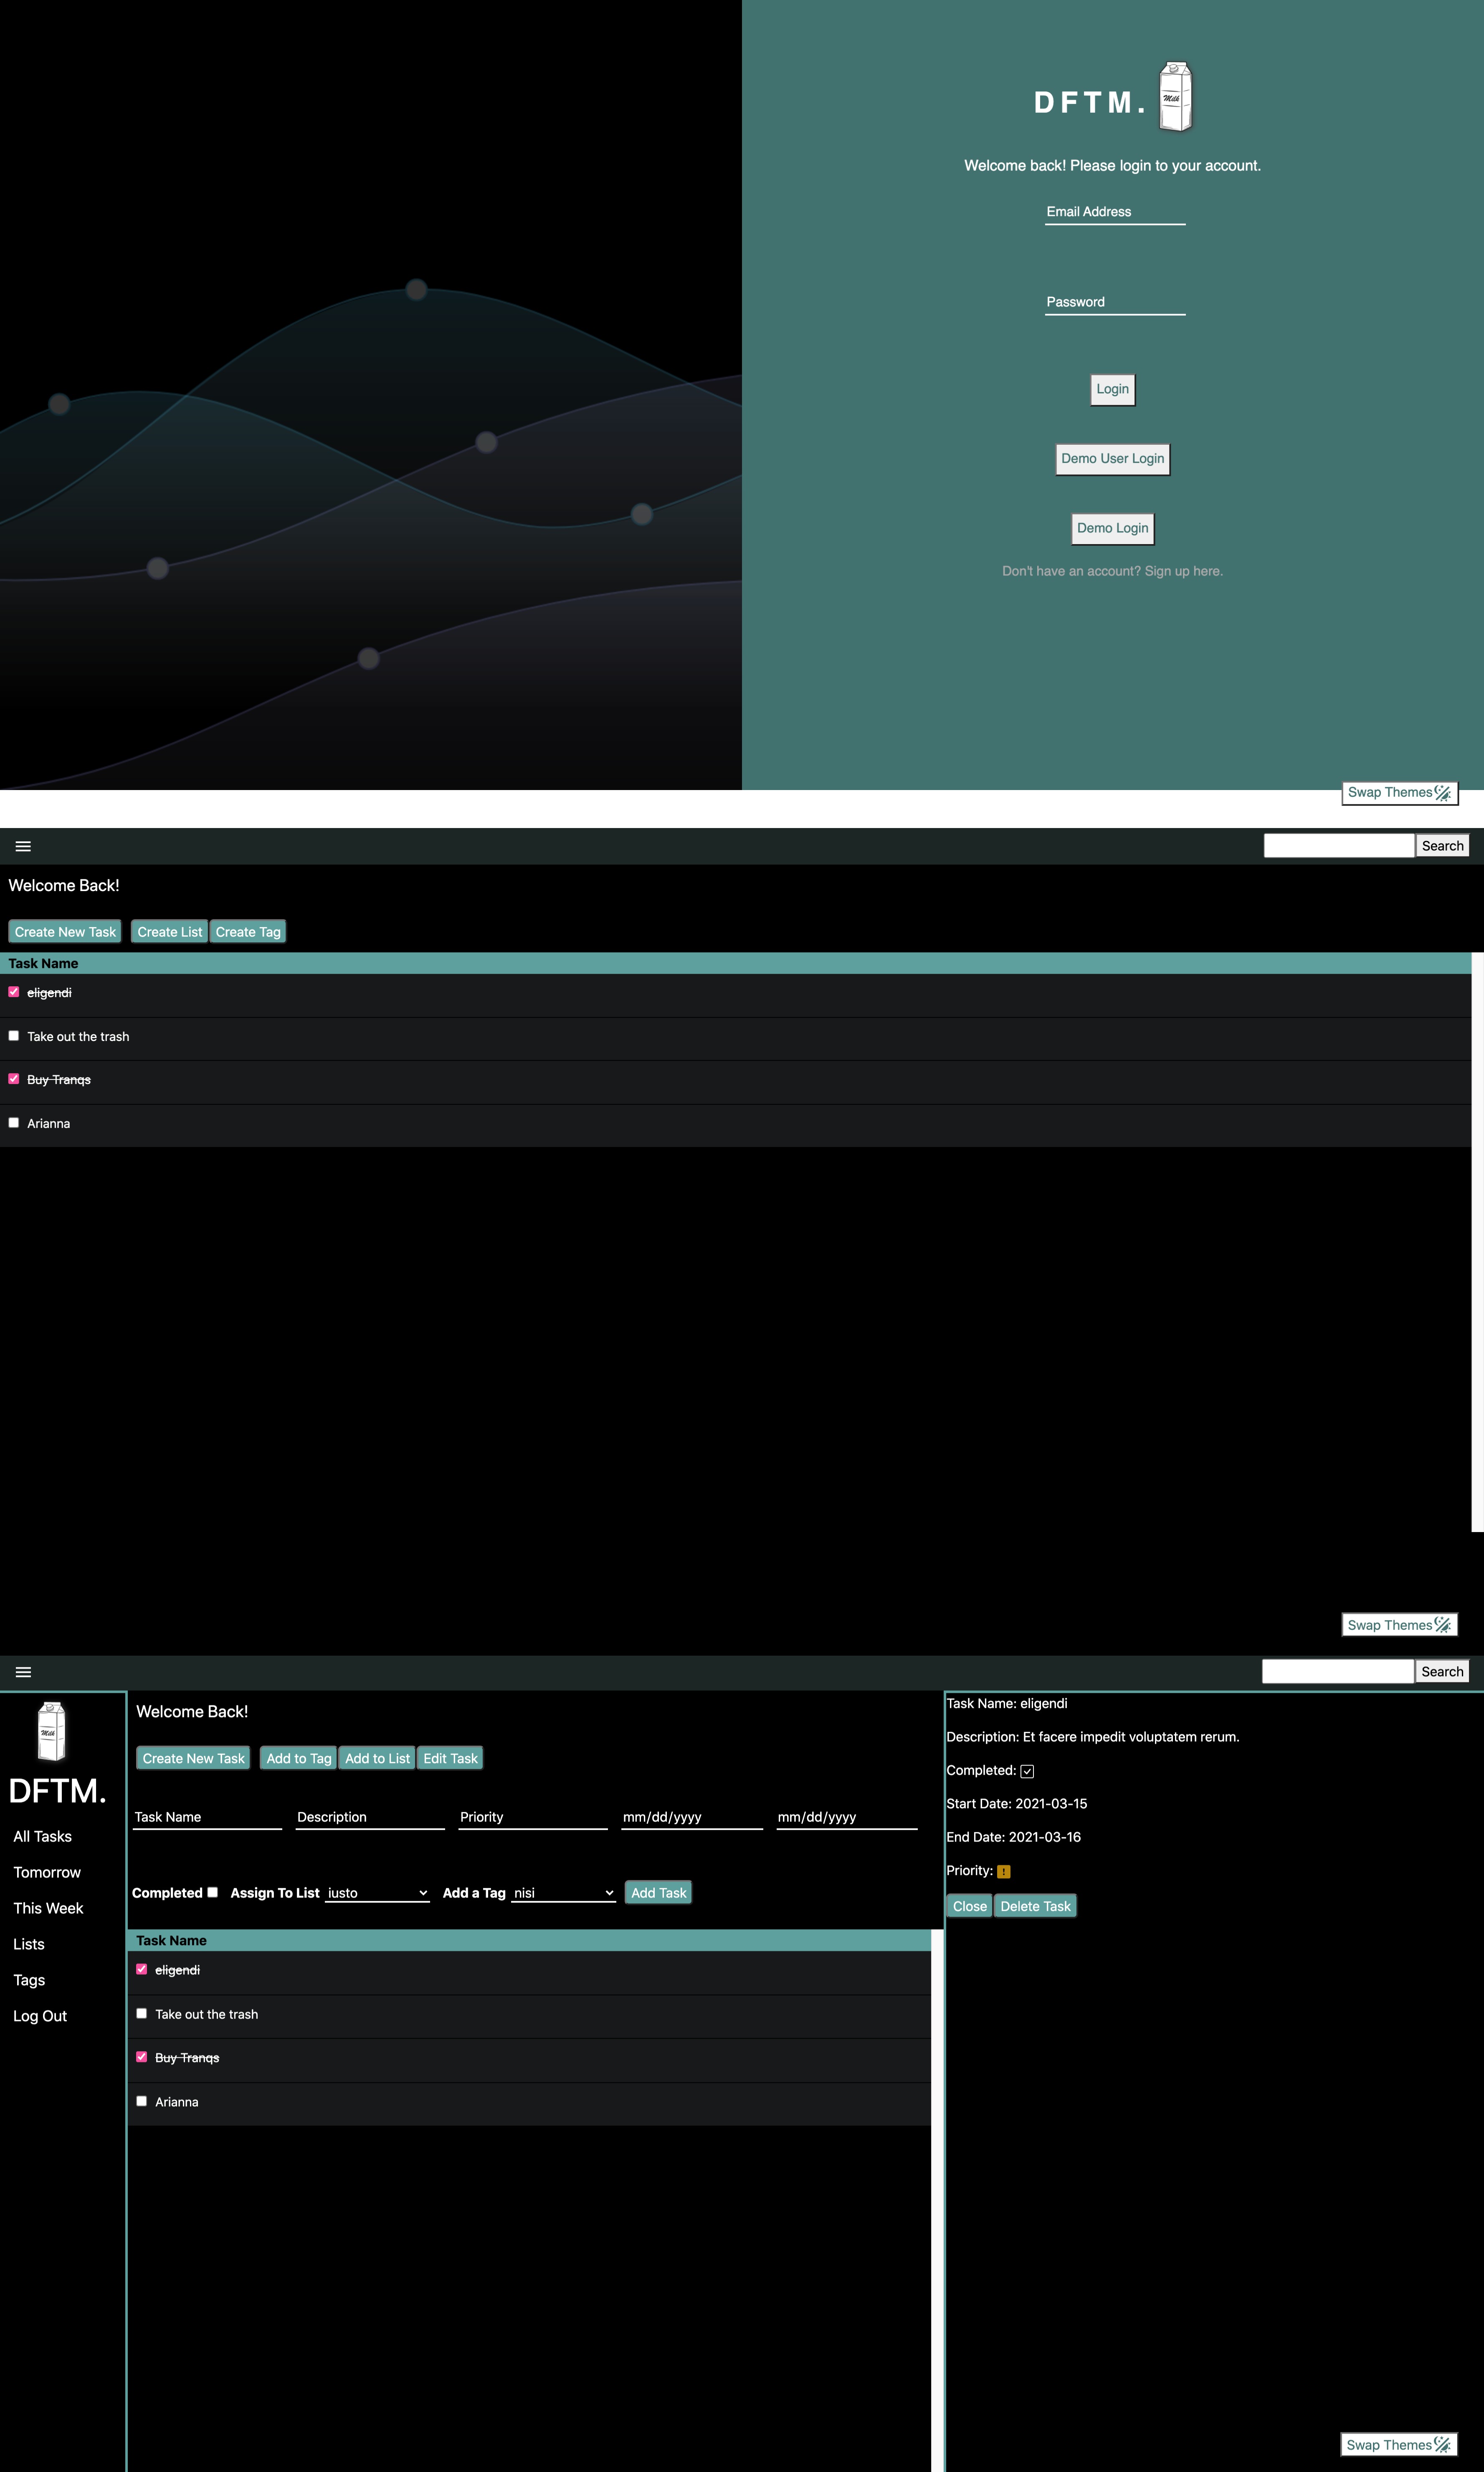 DFTM.
Milk
Welcome back! Please login to your account.
Email Address
Password
Login
Demo User Login
Demo Login
Don't have an account? Sign up here.
Swap Themes
Search
Welcome Back!
Create New Task Create List Create Tag
Task Name
eligendi
Take out the trash
Buy Tranqs
Arianna
Swap Themes
Search
Milk
DFTM.
All Tasks
Tomorrow
This Week
Lists
Tags
Log Out
Welcome Back!
Create New Task Add to Tag Add to List Edit Task
Task Name Description Priority mm/dd/yyyy mm/dd/yyyy
Completed Assign To List iusto Add a Tag nisi Add Task
Task Name
eligendi
Take out the trash
Buy Tranqs
Arianna
Task Name: eligendi
Description: Et facere impedit voluptatem rerum.
Completed:
Start Date: 2021-03-15
End Date: 2021-03-16
Priority: !
Close Delete Task
Swap Themes